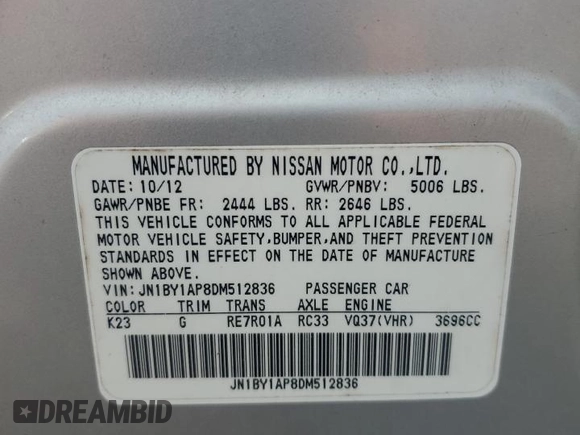 MANUFACTURED BY NISSAN MOTOR CO.,LTD.
DATE: 10/12 GVWR/PNBV: 5006 LBS.
GAWR/PNBE FR: 2444 LBS. RR: 2646 LBS.
THIS VEHICLE CONFORMS TO ALL APPLICABLE FEDERAL
MOTOR VEHICLE SAFETY,BUMPER,AND THEFT PREVENTION
STANDARDS IN EFFECT ON THE DATE OF MANUFACTURE
SHOWN ABOVE.
VIN: JN1BY1AP8DM512836 PASSENGER CAR
COLOR TRIM TRANS AXLE ENGINE
K23 G RE7R01A RC33 VQ37(VHR) 3696CC
JN1BY1AP8DM512836
DREAMBID